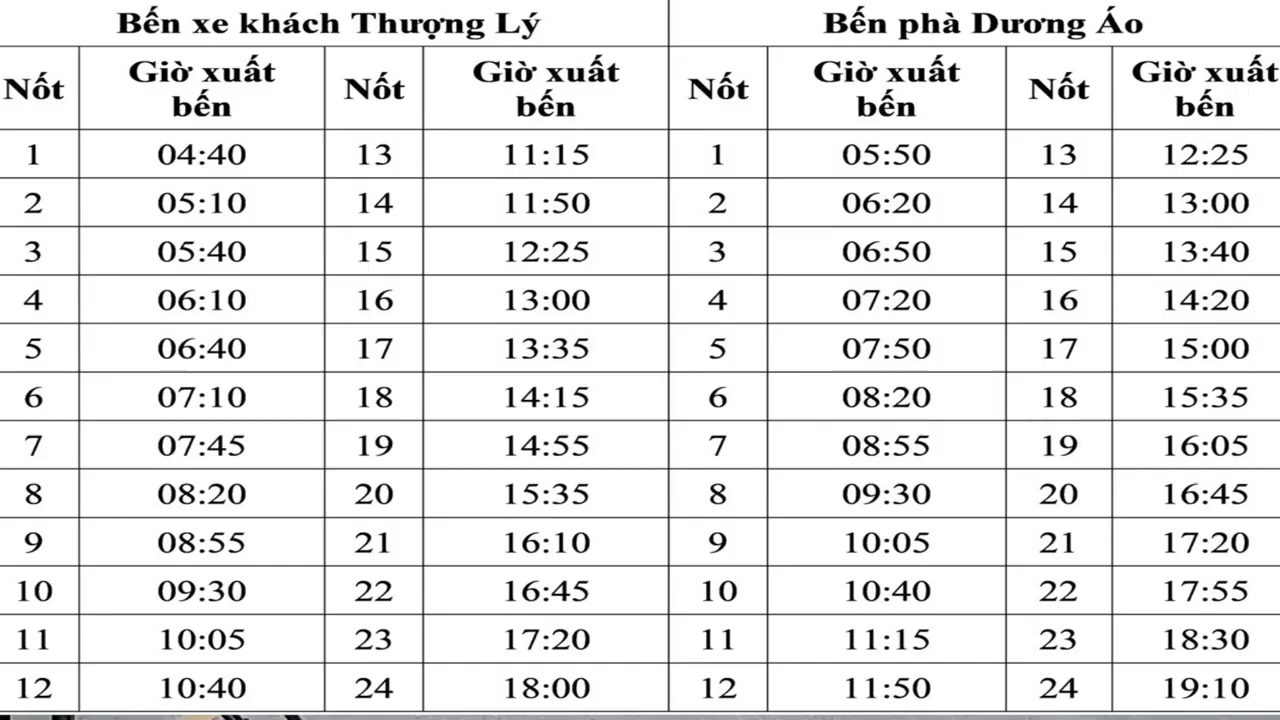 Bến xe khách Thượng Lý Bến phà Dương Áo
Nốt Giờ xuất bến Nốt Giờ xuất bến Nốt Giờ xuất bến Nốt Giờ xuất bến
1 04:40 13 11:15 1 05:50 13 12:25
2 05:10 14 11:50 2 06:20 14 13:00
3 05:40 15 12:25 3 06:50 15 13:40
4 06:10 16 13:00 4 07:20 16 14:20
5 06:40 17 13:35 5 07:50 17 15:00
6 07:10 18 14:15 6 08:20 18 15:35
7 07:45 19 14:55 7 08:55 19 16:05
8 08:20 20 15:35 8 09:30 20 16:45
9 08:55 21 16:10 9 10:05 21 17:20
10 09:30 22 16:45 10 10:40 22 17:55
11 10:05 23 17:20 11 11:15 23 18:30
12 10:40 24 18:00 12 11:50 24 19:10